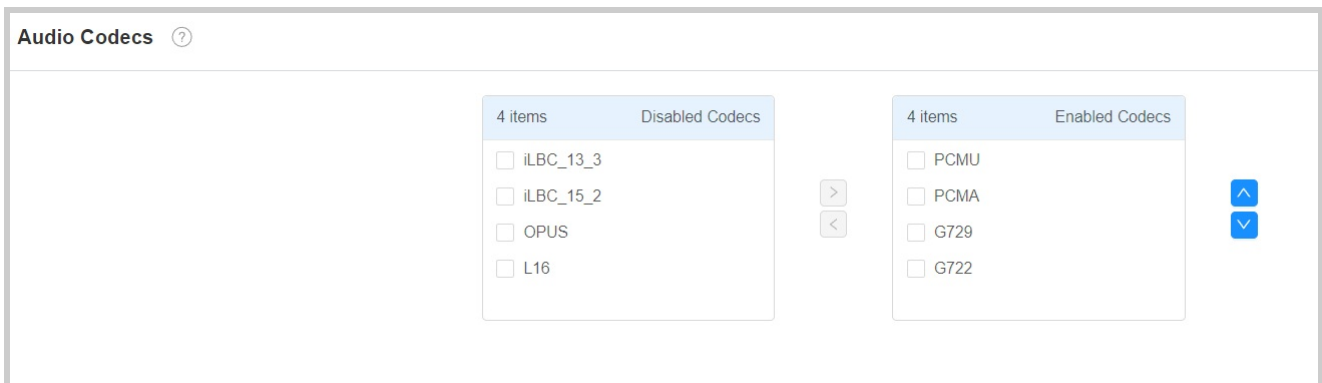 Audio Codecs ?
4 items Disabled Codecs
iLBC_13_3
iLBC_15_2
OPUS
L16
4 items Enabled Codecs
PCMU
PCMA
G729
G722